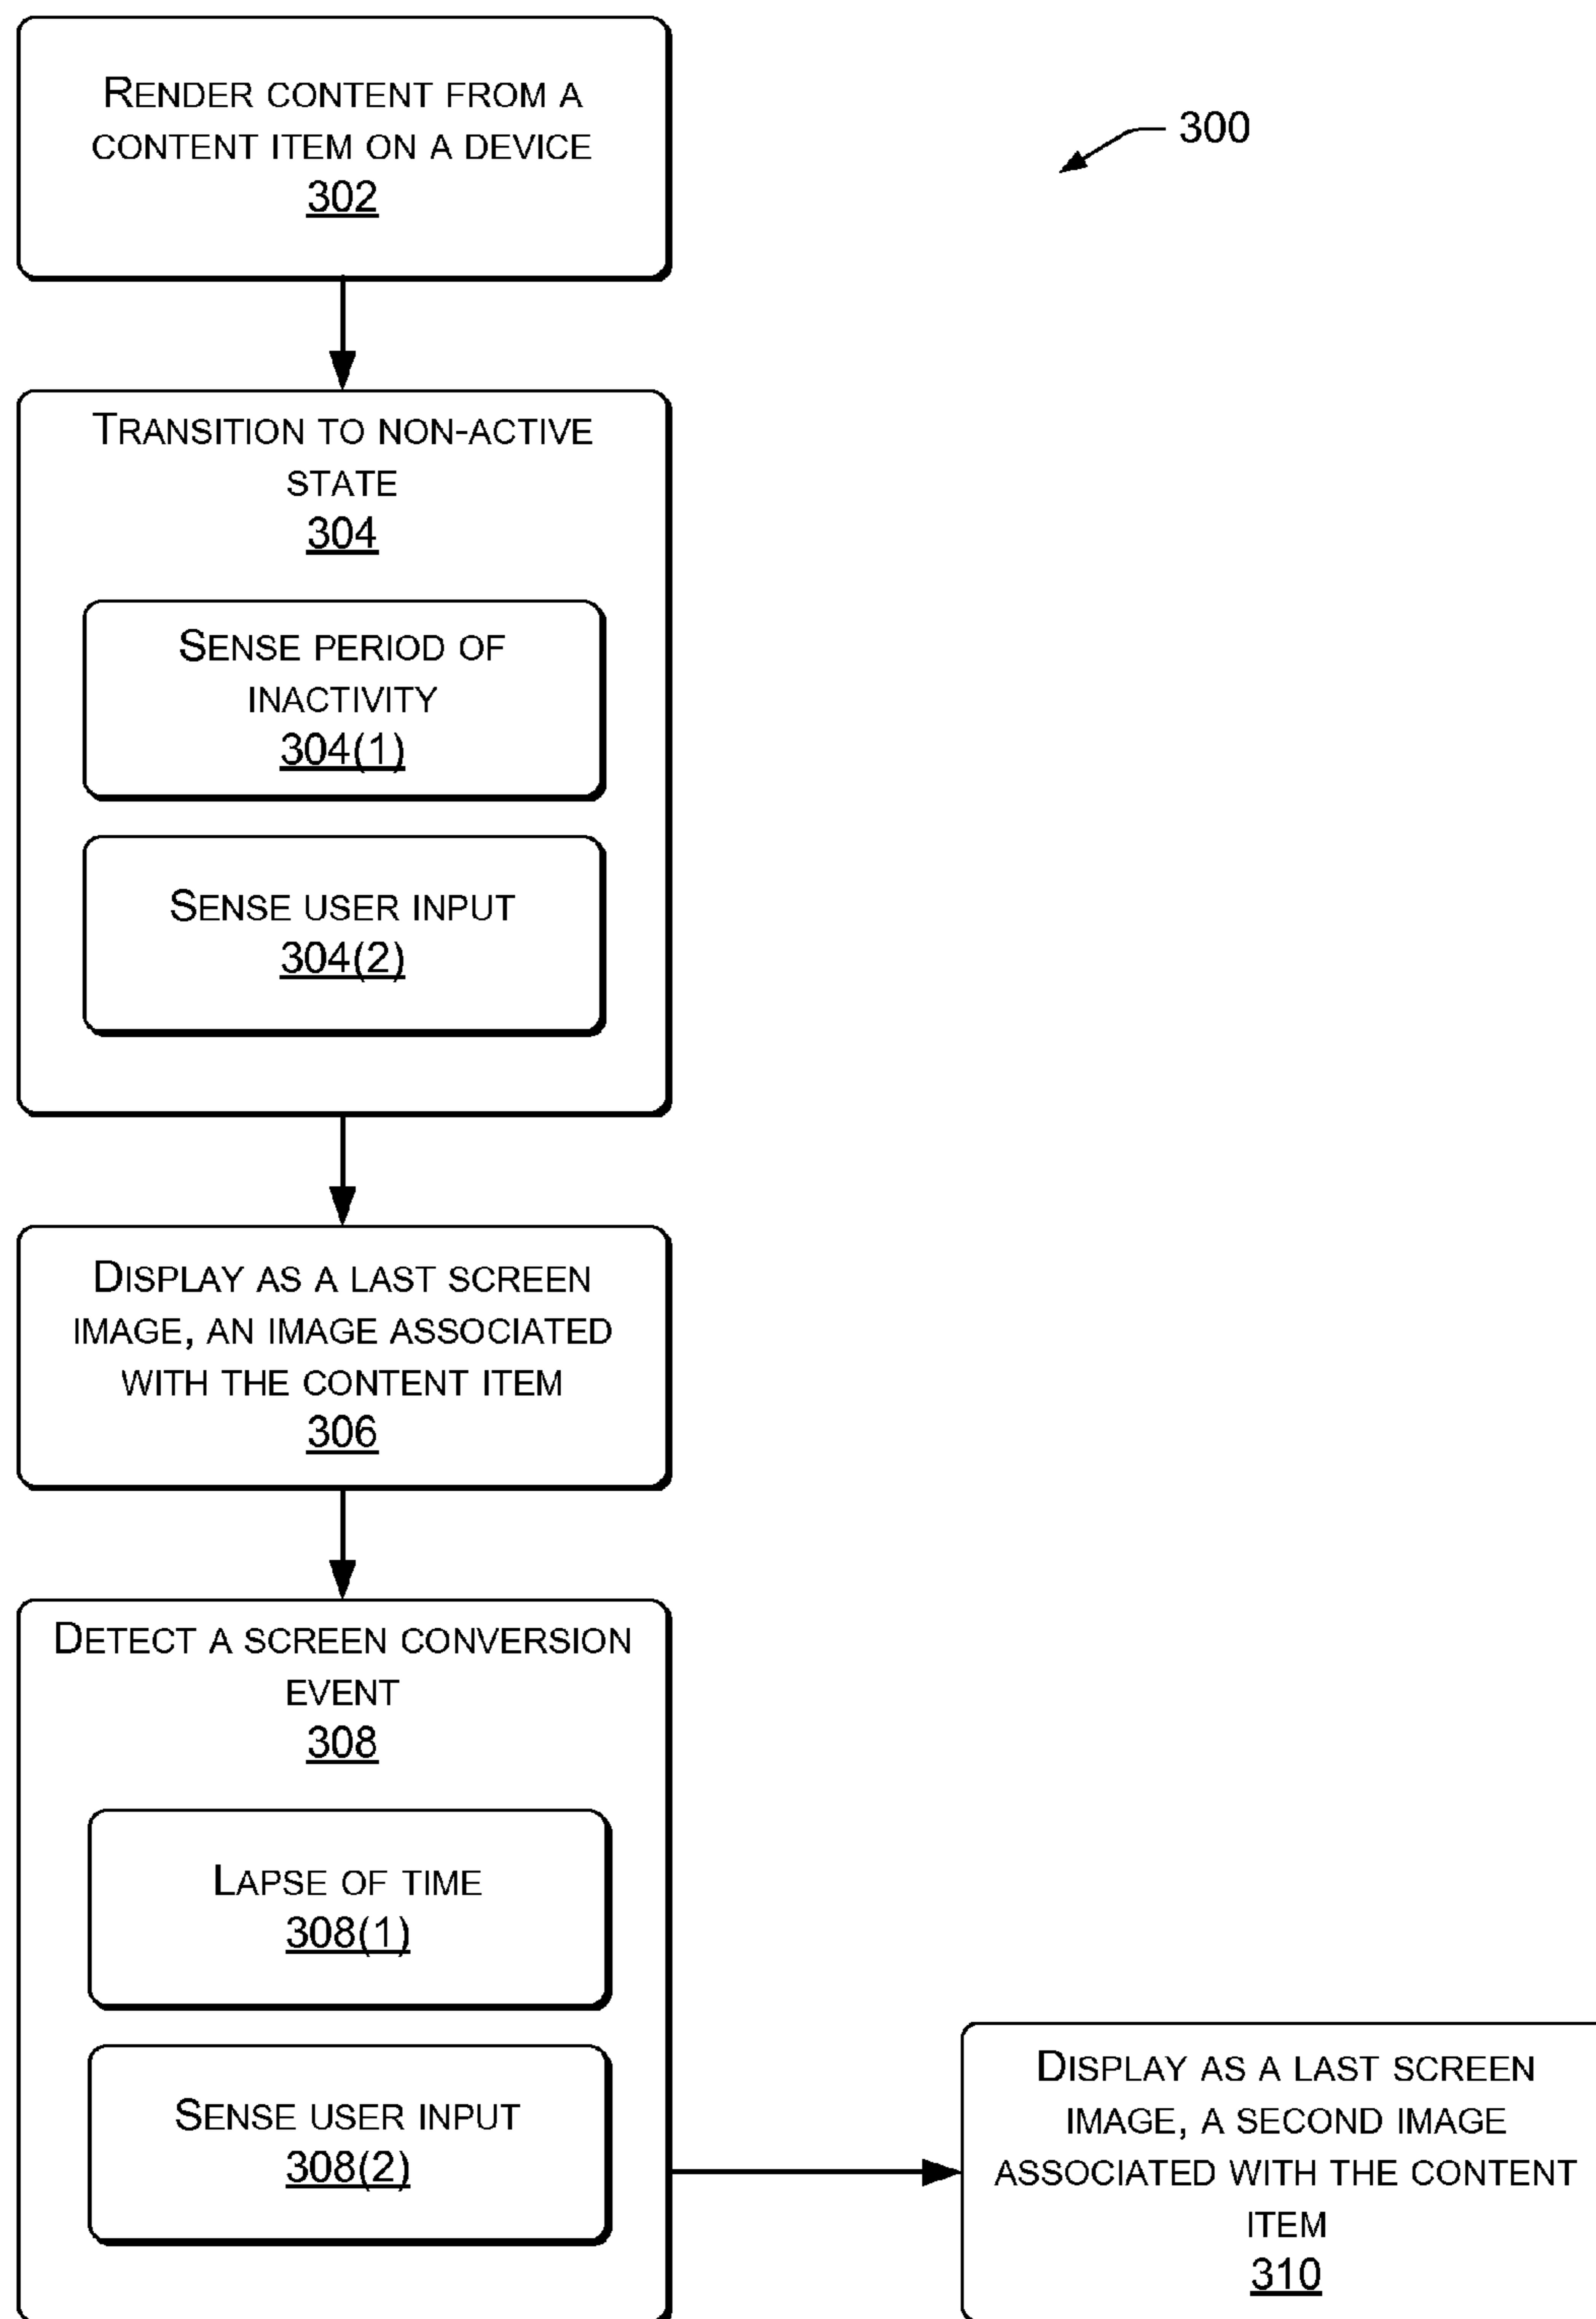 RENDER CONTENT FROM A
CONTENT ITEM ON A DEVICE
302
300
TRANSITION TO NON-ACTIVE
STATE
304
SENSE PERIOD OF
INACTIVITY
304(1)
SENSE USER INPUT
304(2)
DISPLAY AS A LAST SCREEN
IMAGE, AN IMAGE ASSOCIATED
WITH THE CONTENT ITEM
306
DETECT A SCREEN CONVERSION
EVENT
308
LAPSE OF TIME
308(1)
SENSE USER INPUT
308(2)
DISPLAY AS A LAST SCREEN
IMAGE, A SECOND IMAGE
ASSOCIATED WITH THE CONTENT
ITEM
310